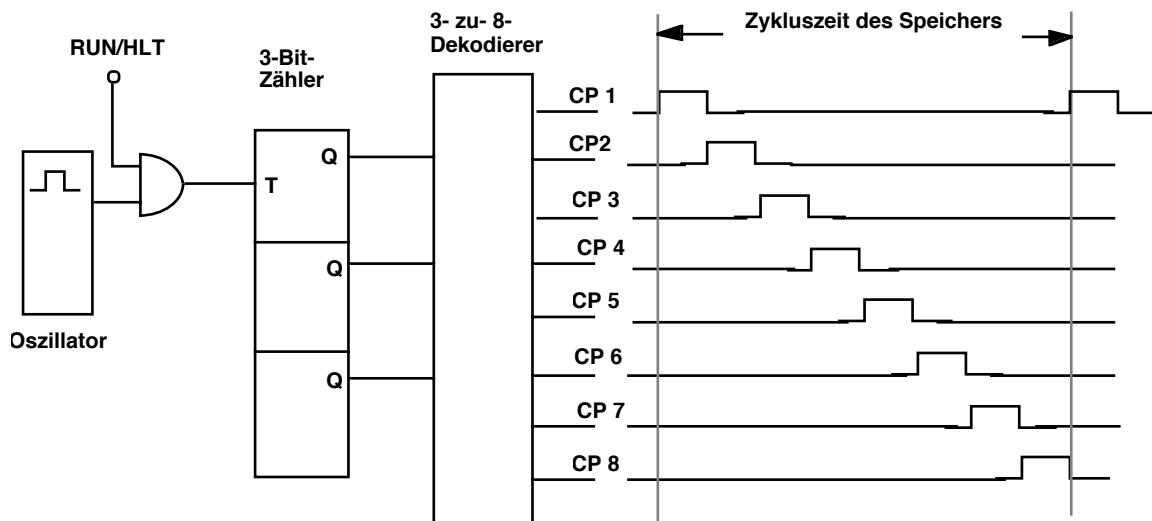 RUN/HLT
3-Bit-
Zähler
3- zu- 8-
Dekodierer
Zykluszeit des Speichers
Oszillator
T
Q
Q
Q
CP 1
CP2
CP 3
CP 4
CP 5
CP 6
CP 7
CP 8